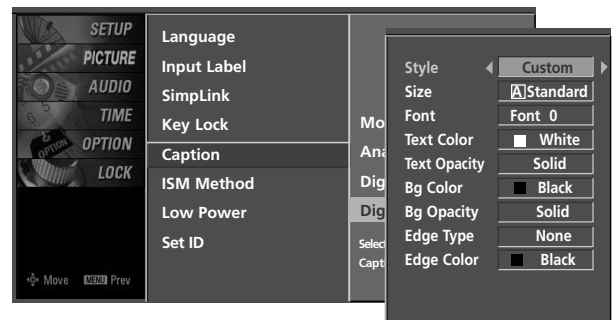 SETUP
PICTURE
AUDIO
TIME
OPTION
LOCK
Move MENU Prev
Language
Input Label
SimpLink
Key Lock
Caption
ISM Method
Low Power
Set ID
Mo
Ana
Dig
Dig
Select
Capt
Style Custom
Size A Standard
Font Font 0
Text Color White
Text Opacity Solid
Bg Color Black
Bg Opacity Solid
Edge Type None
Edge Color Black